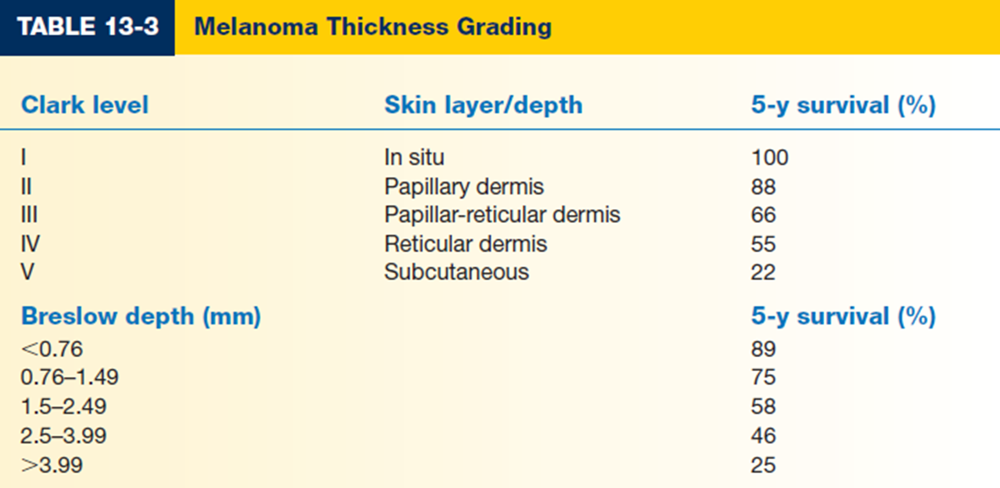 TABLE 13-3 Melanoma Thickness Grading
Clark level Skin layer/depth 5-y survival (%)
I In situ 100
II Papillary dermis 88
III Papillar-reticular dermis 66
IV Reticular dermis 55
V Subcutaneous 22
Breslow depth (mm) 5-y survival (%)
<0.76 89
0.76–1.49 75
1.5–2.49 58
2.5–3.99 46
>3.99 25